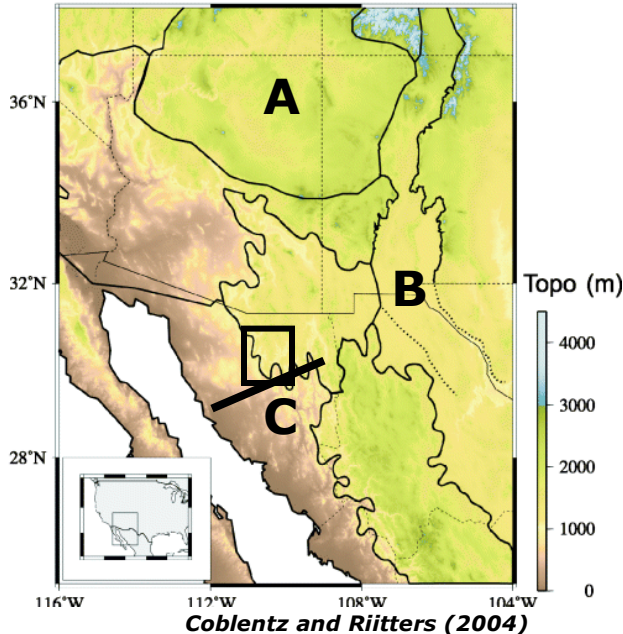 A
36°N
B
32°N
Topo (m)
4000
3000
C
2000
28°N
1000
0
116°W
112°W
108°W
104°W
Coblentz and Riitters (2004)